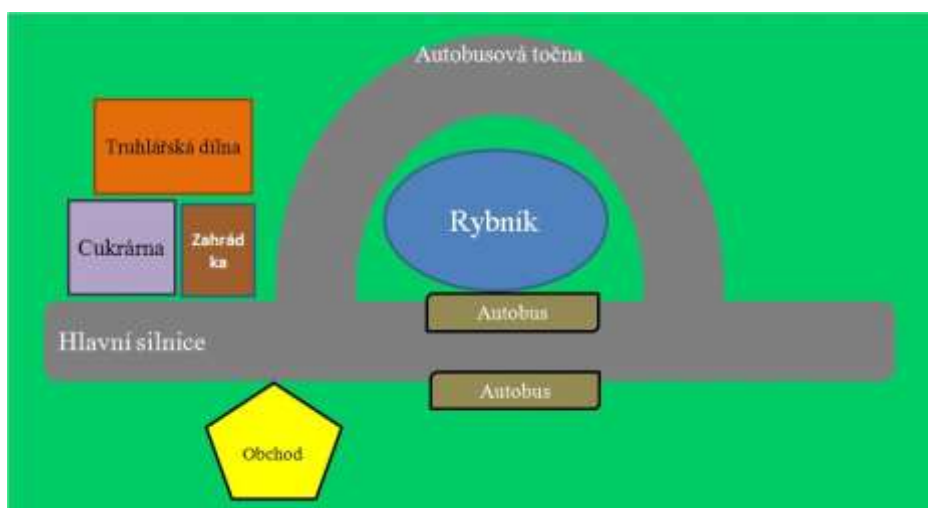 Autobusová točna
Truhlářská dílna
Rybník
Cukrárna
Zahrád
ka
Autobus
Hlavní silnice
Autobus
Obchod